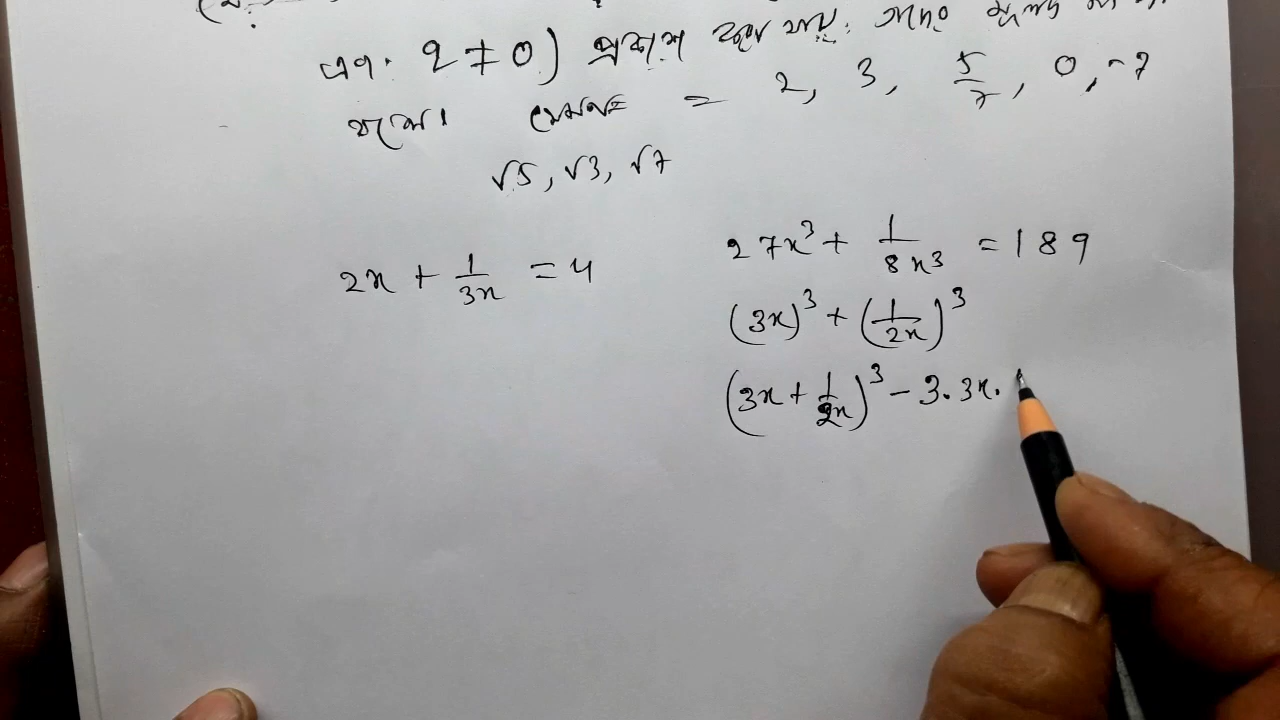 এবং q ≠ 0) প্রকাশ করা যায়,
যেমন = 2, 3, 5/7, 0, -7
√5, √3, √7
2x + 1/3x = 4
27x³ + 1/8x³ = 189
(3x)³ + (1/2x)³
(3x + 1/2x)³ - 3.3x.